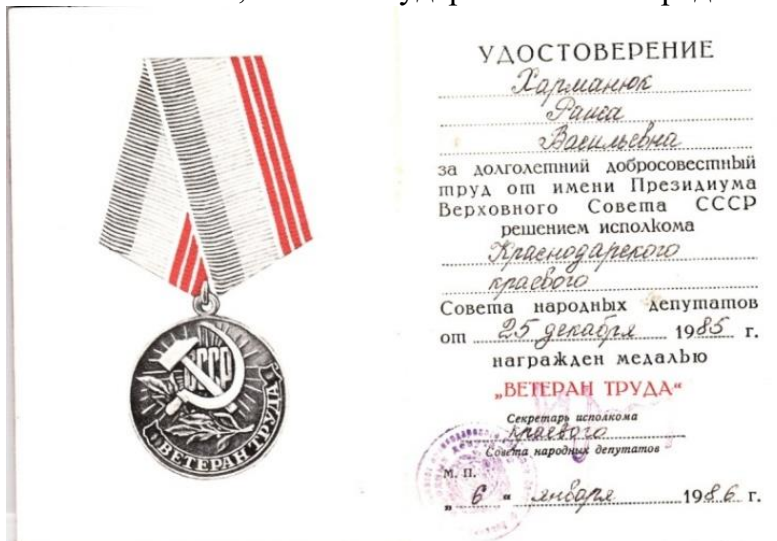 СССР
ВЕТЕРАН ТРУДА
УДОСТОВЕРЕНИЕ
Харманюк
Раиса
Васильевна
за долголетний добросовестный
труд от имени Президиума
Верховного Совета СССР
решением исполкома
Краснодарского
краевого
Совета народных депутатов
от 25 декабря 1985 г.
награжден медалью
„ВЕТЕРАН ТРУДА“
Секретарь исполкома
краевого
Совета народных депутатов
М. П.
„ 6 “ января 1986 г.